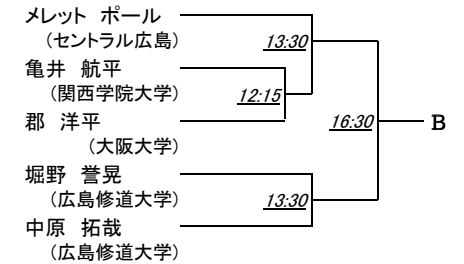 メレット ポール
(セントラル広島)
13:30
亀井 航平
(関西学院大学)
12:15
郡 洋平
16:30
B
(大阪大学)
堀野 誉晃
(広島修道大学)
13:30
中原 拓哉
(広島修道大学)